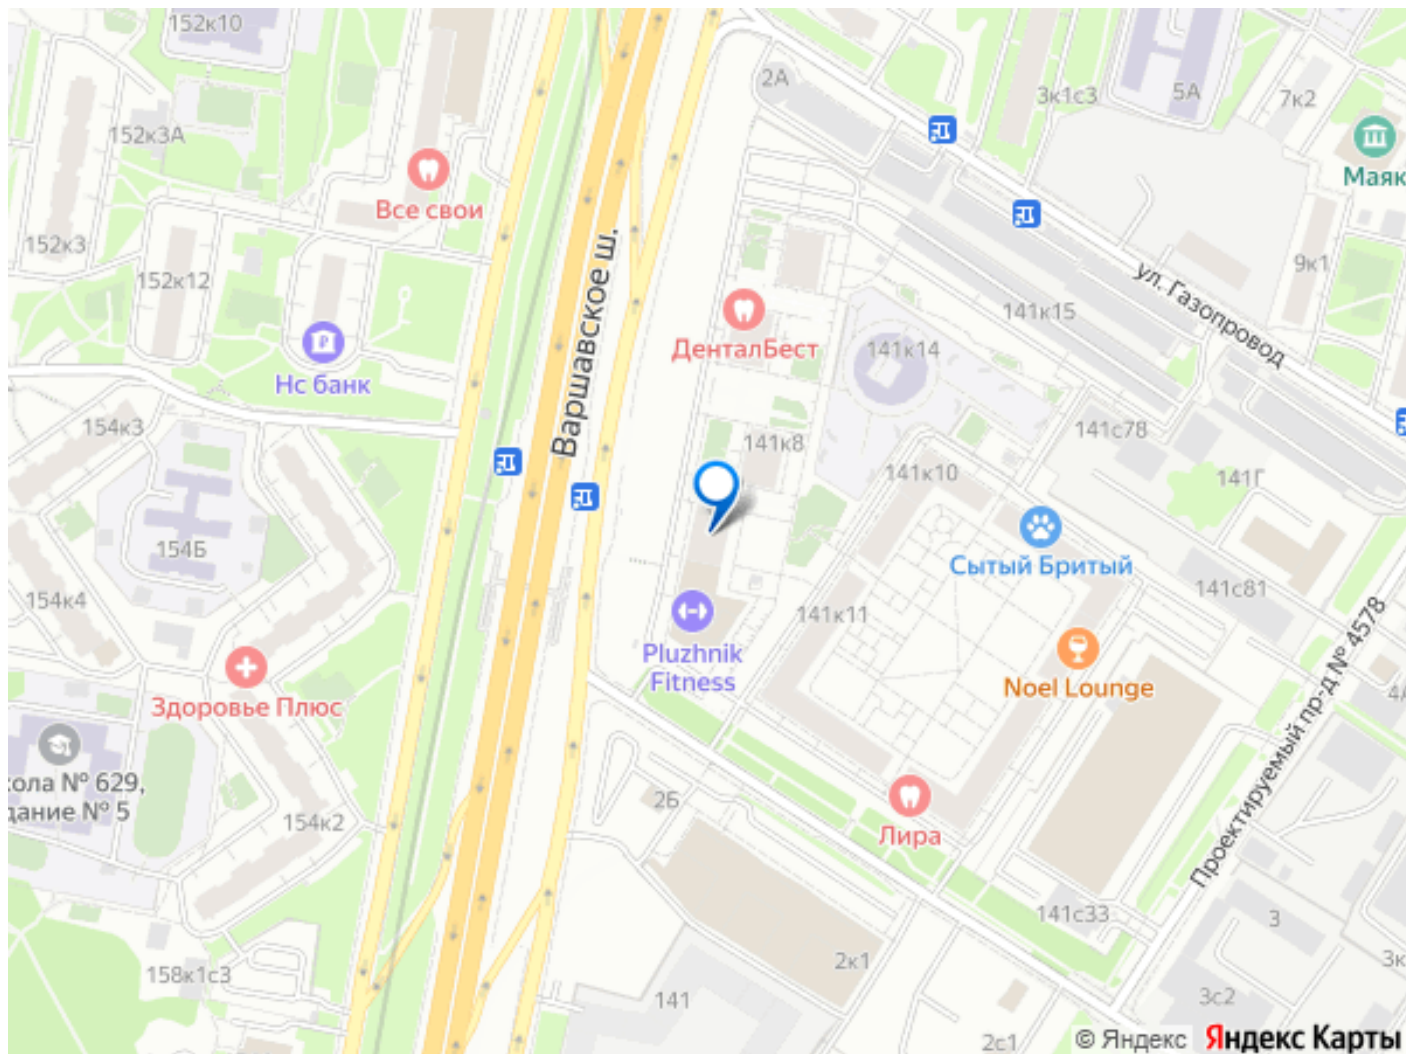 152к10
2А
3к1с3
5А
7к2
152к3А
Маяк
Все свои
152к3
152к12
9к1
ул. Газопровод
141к15
Варшавское ш.
ДенталБест
141к14
Нс банк
154к3
141к8
141с78
141к10
141Г
Сытый Бритый
154Б
154к4
141с81
141к11
Pluzhnik
Fitness
Noel Lounge
Проектируемый пр-д № 4578
Здоровье Плюс
4А
кола № 629,
дание № 5
154к2
2Б
Лира
141с33
3
158к1с3
2к1
3к
141
3с2
2с1
© Яндекс Яндекс Карты